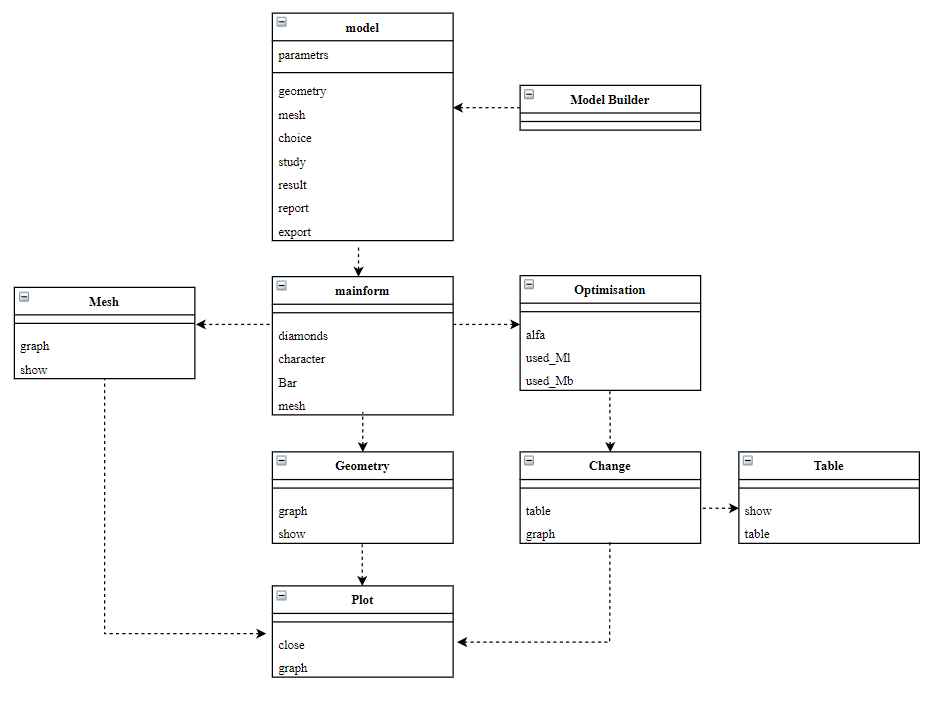 model
parametrs
geometry
mesh
choice
study
result
report
export
Model Builder
Mesh
graph
show
mainform
diamonds
character
Bar
mesh
Optimisation
alfa
used_Ml
used_Mb
Geometry
graph
show
Change
table
graph
Table
show
table
Plot
close
graph